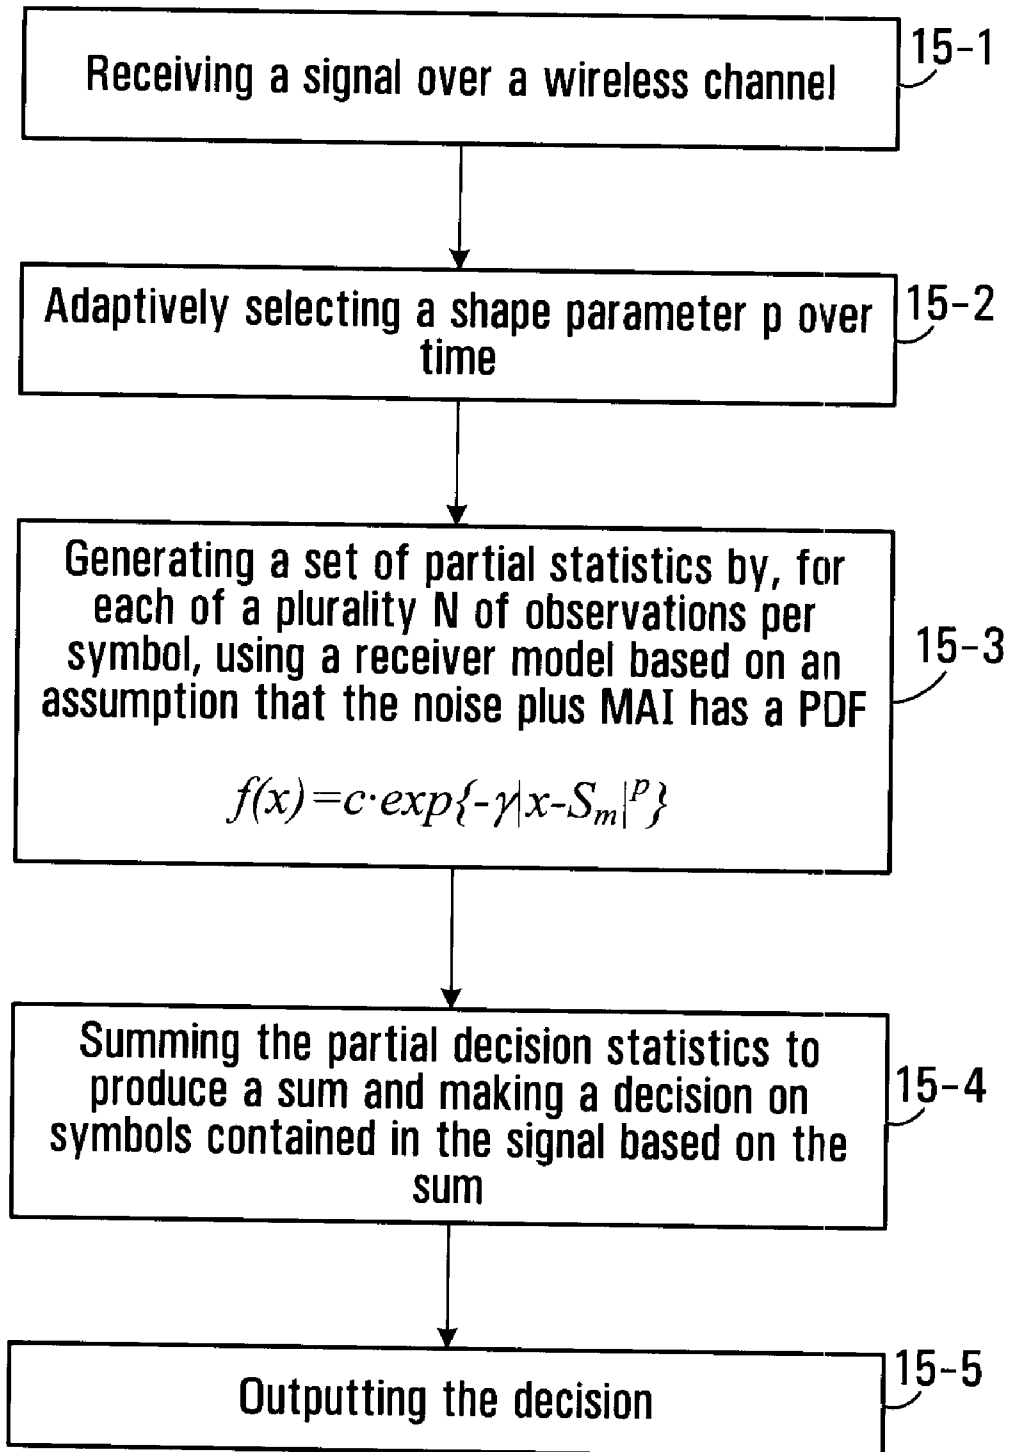 Receiving a signal over a wireless channel
15-1
Adaptively selecting a shape parameter p over
time
15-2
Generating a set of partial statistics by, for
each of a plurality N of observations per
symbol, using a receiver model based on an
assumption that the noise plus MAI has a PDF
f(x)=c·exp{-γ|x-Sₘ|ᵖ}
15-3
Summing the partial decision statistics to
produce a sum and making a decision on
symbols contained in the signal based on the
sum
15-4
Outputting the decision
15-5